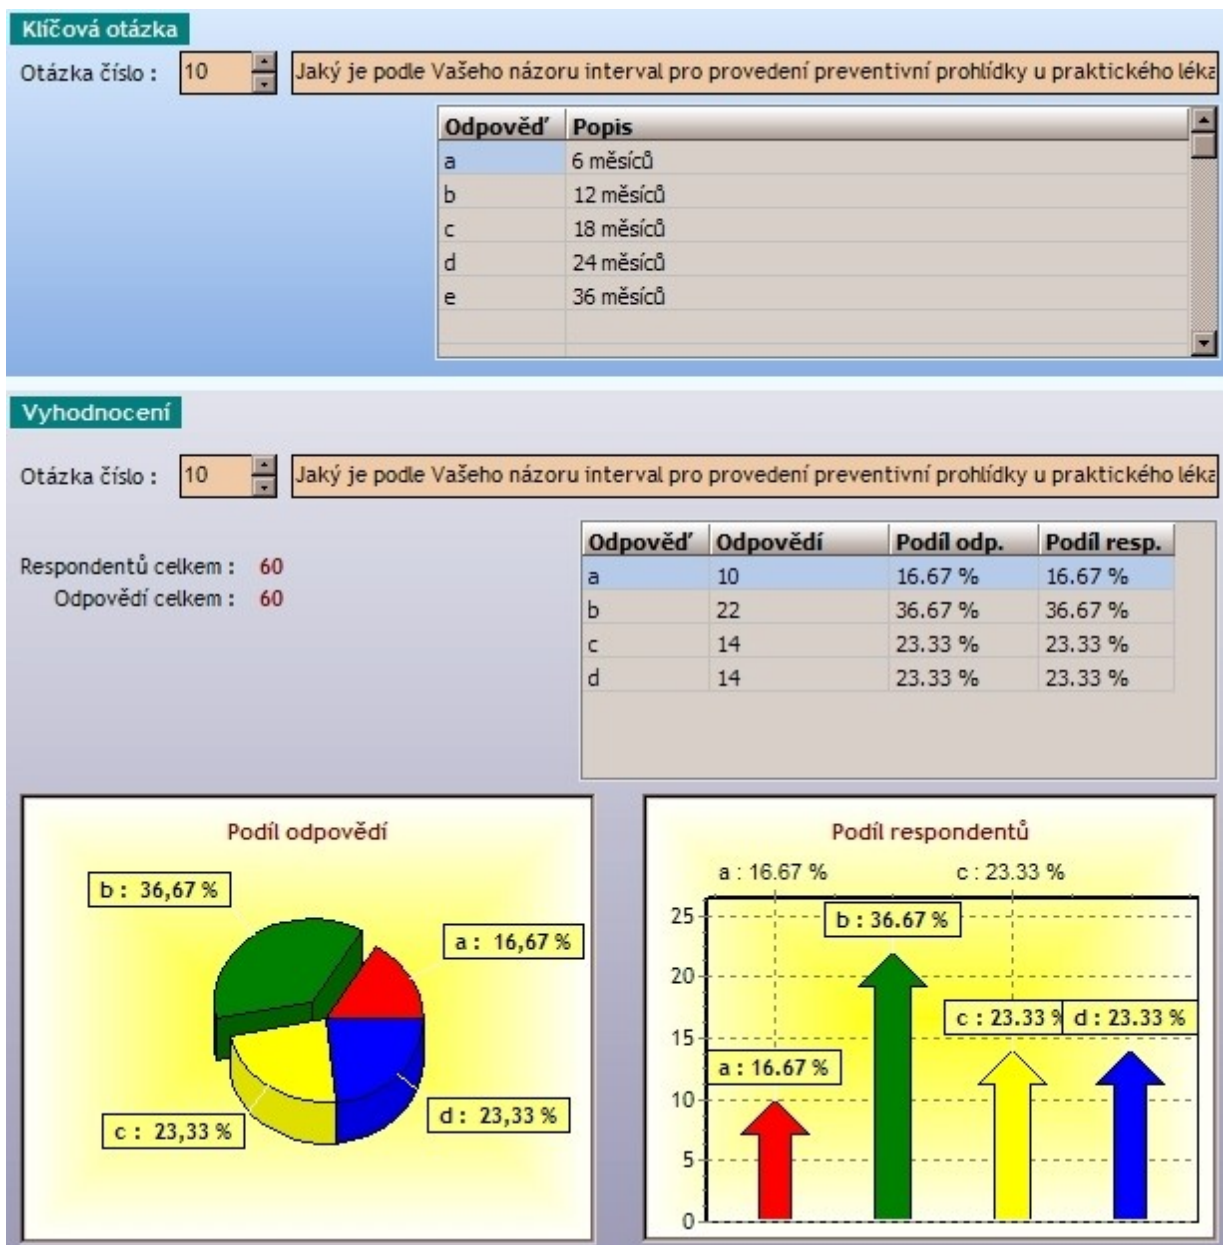 Klíčová otázka
Otázka číslo : 10 Jaký je podle Vašeho názoru interval pro provedení preventivní prohlídky u praktického léka
Odpověď Popis
a 6 měsíců
b 12 měsíců
c 18 měsíců
d 24 měsíců
e 36 měsíců
Vyhodnocení
Otázka číslo : 10 Jaký je podle Vašeho názoru interval pro provedení preventivní prohlídky u praktického léka
Respondentů celkem : 60
Odpovědí celkem : 60
Odpověď Odpovědí Podíl odp. Podíl resp.
a 10 16.67 % 16.67 %
b 22 36.67 % 36.67 %
c 14 23.33 % 23.33 %
d 14 23.33 % 23.33 %
Podíl odpovědí
b : 36,67 %
a : 16,67 %
c : 23,33 %
d : 23,33 %
Podíl respondentů
a : 16.67 % c : 23.33 %
25
b : 36.67 %
20
c : 23.33 % d : 23.33 %
15
a : 16.67 %
10
5
0